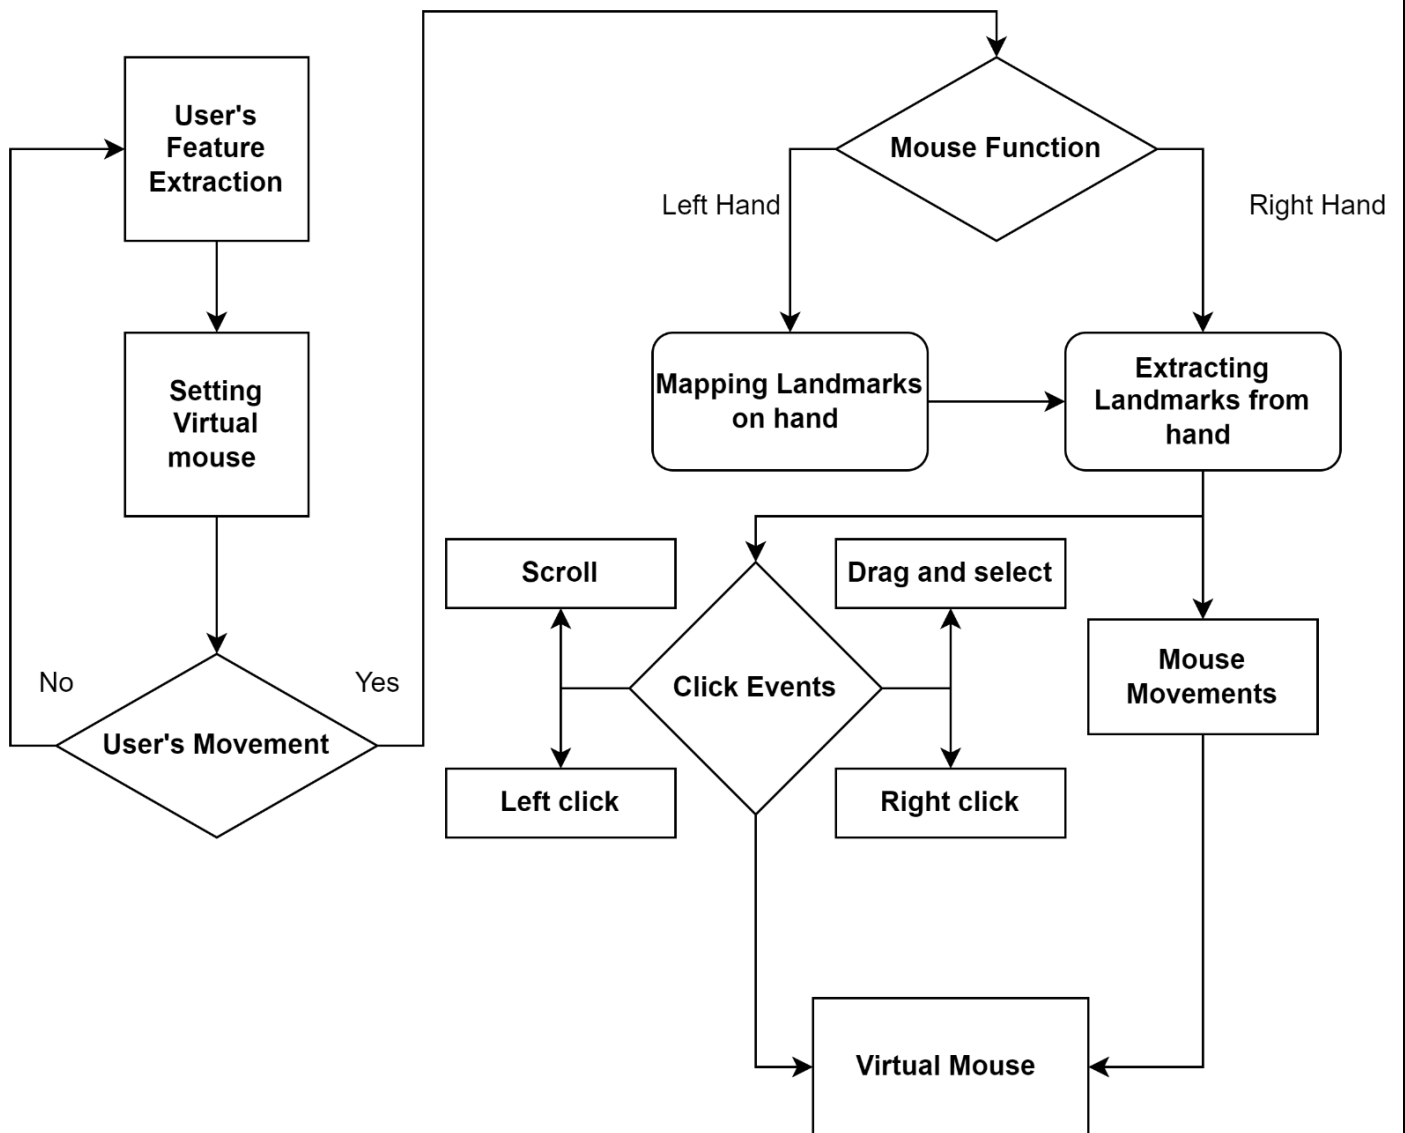 User's
Feature
Extraction
Setting
Virtual
mouse
No
Yes
User's Movement
Mouse Function
Left Hand
Right Hand
Mapping Landmarks
on hand
Extracting
Landmarks from
hand
Scroll
Drag and select
Click Events
Mouse
Movements
Left click
Right click
Virtual Mouse